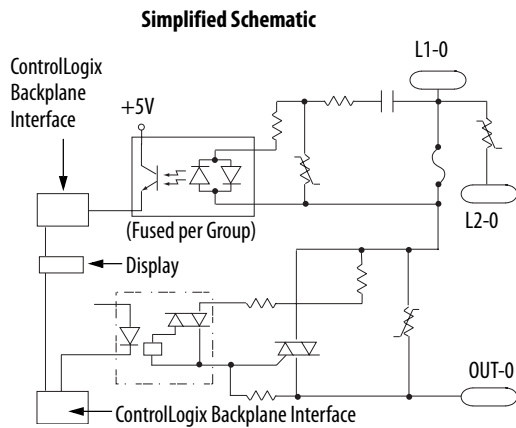 Simplified Schematic
L1-0
ControlLogix
Backplane
Interface
+5V
L2-0
(Fused per Group)
Display
OUT-0
ControlLogix Backplane Interface